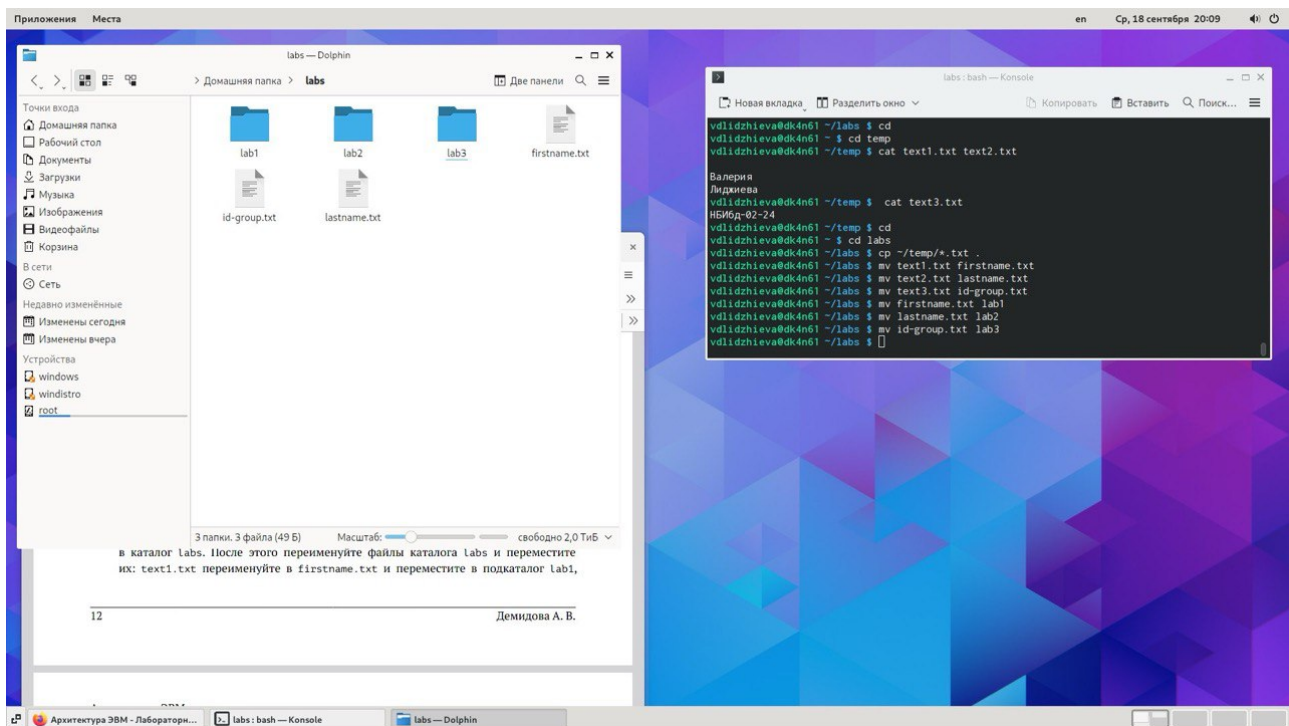 Приложения Места
en Ср, 18 сентября 20:09
labs — Dolphin
> Домашняя папка > labs
Две панели
Точки входа
Домашняя папка
Рабочий стол
Документы
Загрузки
Музыка
Изображения
Видеофайлы
Корзина
В сети
Сеть
Недавно изменённые
Изменены сегодня
Изменены вчера
Устройства
windows
windistro
root
lab1 lab2 lab3 firstname.txt
id-group.txt lastname.txt
3 папки, 3 файла (49 Б) Масштаб: свободно 2,0 ТиБ
labs : bash — Konsole
Новая вкладка Разделить окно Копировать Вставить Поиск...
vdlidzhieva@dk4n61 ~/labs $ cd
vdlidzhieva@dk4n61 ~ $ cd temp
vdlidzhieva@dk4n61 ~/temp $ cat text1.txt text2.txt
Валерия
Лиджиева
vdlidzhieva@dk4n61 ~/temp $  cat text3.txt
НБИбд-02-24
vdlidzhieva@dk4n61 ~/temp $ cd
vdlidzhieva@dk4n61 ~ $ cd labs
vdlidzhieva@dk4n61 ~/labs $ cp ~/temp/*.txt .
vdlidzhieva@dk4n61 ~/labs $ mv text1.txt firstname.txt
vdlidzhieva@dk4n61 ~/labs $ mv text2.txt lastname.txt
vdlidzhieva@dk4n61 ~/labs $ mv text3.txt id-group.txt
vdlidzhieva@dk4n61 ~/labs $ mv firstname.txt lab1
vdlidzhieva@dk4n61 ~/labs $ mv lastname.txt lab2
vdlidzhieva@dk4n61 ~/labs $ mv id-group.txt lab3
vdlidzhieva@dk4n61 ~/labs $
в каталог labs. После этого переименуйте файлы каталога labs и переместите
их: text1.txt переименуйте в firstname.txt и переместите в подкаталог lab1,
12 Демидова А. В.
Архитектура ЭВМ - Лабораторн... labs : bash — Konsole labs — Dolphin